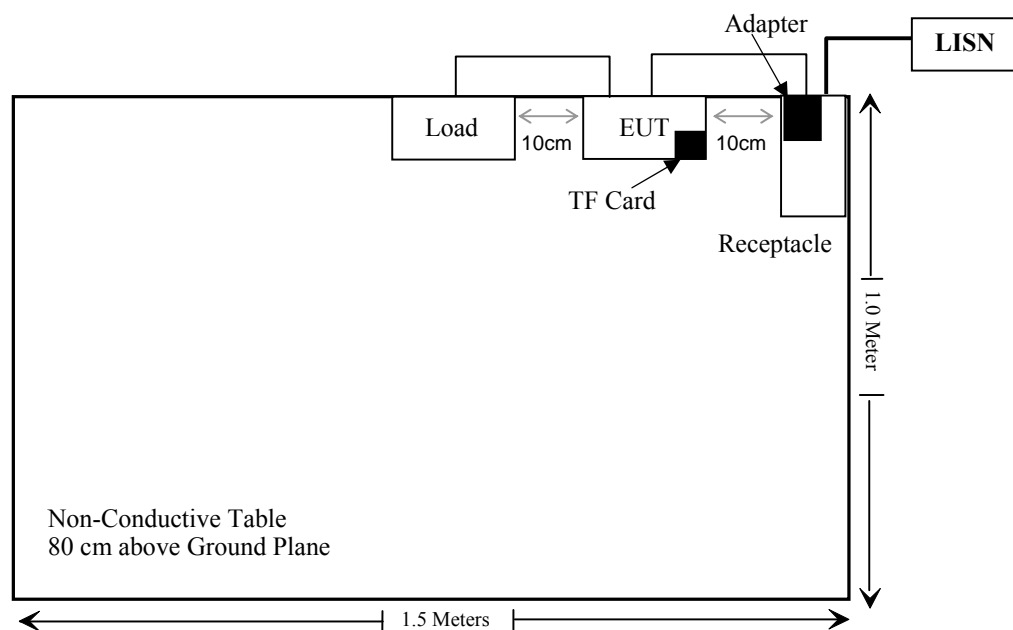 Adapter
LISN
Load
10cm
EUT
10cm
TF Card
Receptacle
1.0 Meter
Non-Conductive Table
80 cm above Ground Plane
1.5 Meters